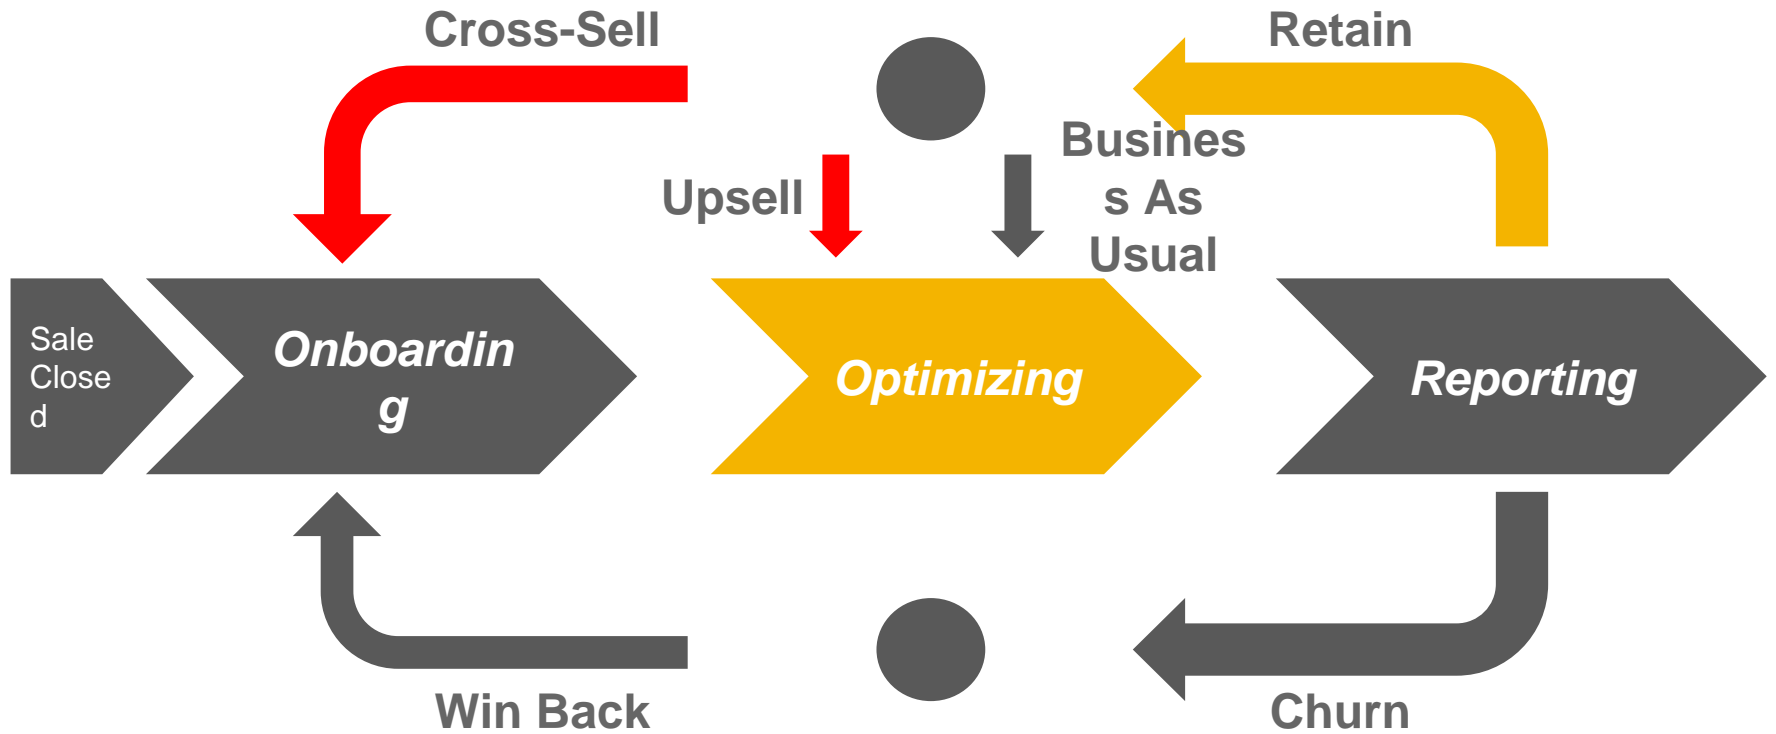 Cross-Sell
Retain
Upsell
Busines
s As
Usual
Sale
Close
d
Onboardin
g
Optimizing
Reporting
Win Back
Churn